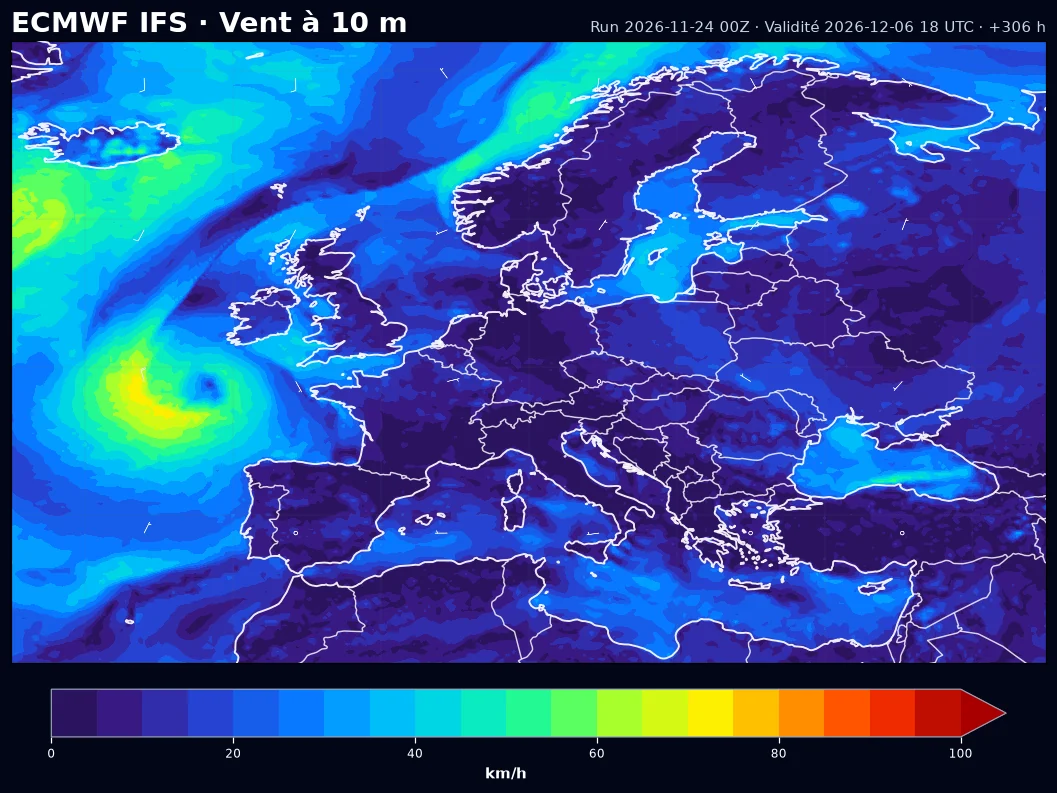 ECMWF IFS · Vent à 10 m
Run 2026-11-24 00Z · Validité 2026-12-06 18 UTC · +306 h
0 20 40 60 80 100
km/h